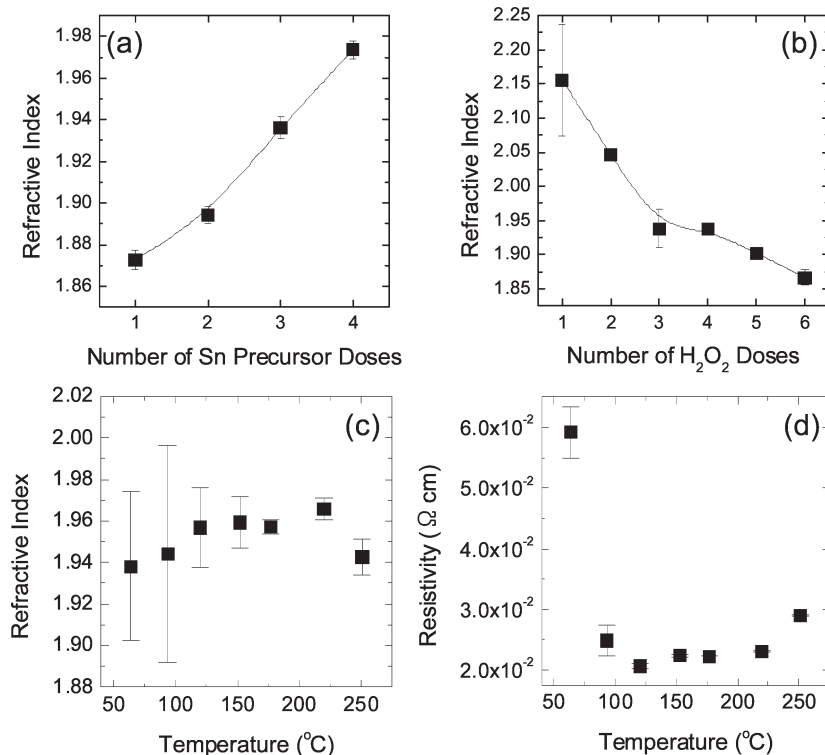 (a)
Refractive Index
1.98
1.96
1.94
1.92
1.90
1.88
1.86
1 2 3 4
Number of Sn Precursor Doses
(b)
Refractive Index
2.25
2.20
2.15
2.10
2.05
2.00
1.95
1.90
1.85
1 2 3 4 5 6
Number of H₂O₂ Doses
(c)
Refractive Index
2.02
2.00
1.98
1.96
1.94
1.92
1.90
1.88
50 100 150 200 250
Temperature (°C)
(d)
Resistivity ( Ω cm)
6.0x10⁻²
5.0x10⁻²
4.0x10⁻²
3.0x10⁻²
2.0x10⁻²
50 100 150 200 250
Temperature (°C)